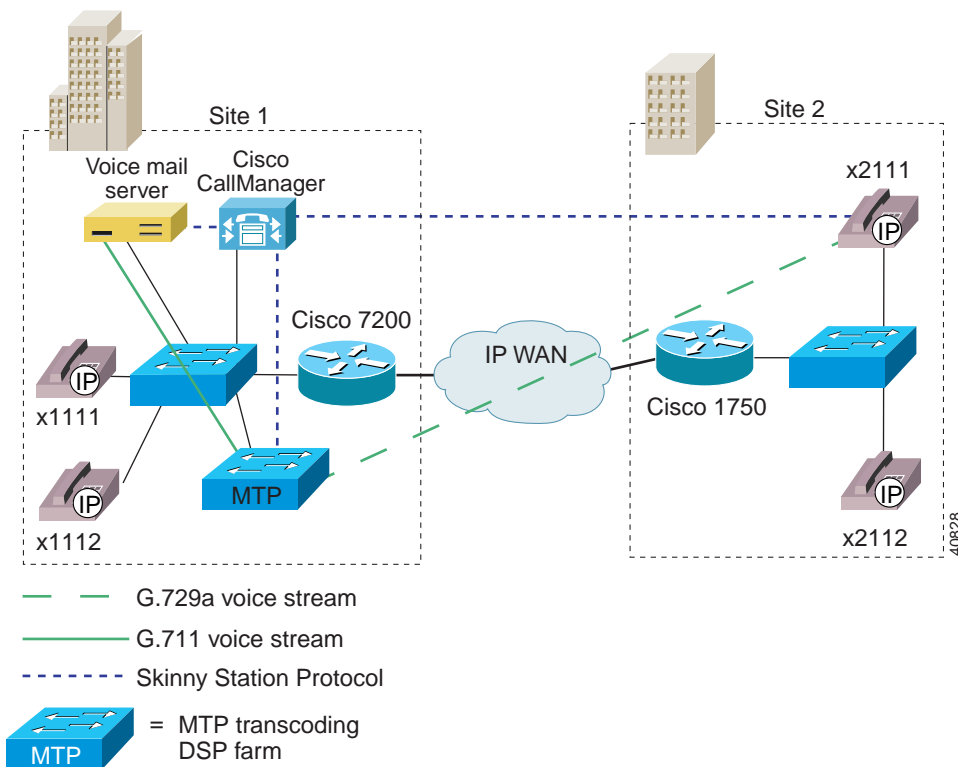 Site 1
Site 2
Voice mail
server
Cisco
CallManager
x2111
IP
Cisco 7200
IP WAN
Cisco 1750
IP
x1111
MTP
IP
x1112
IP
x2112
40828
G.729a voice stream
G.711 voice stream
Skinny Station Protocol
MTP
= MTP transcoding
DSP farm